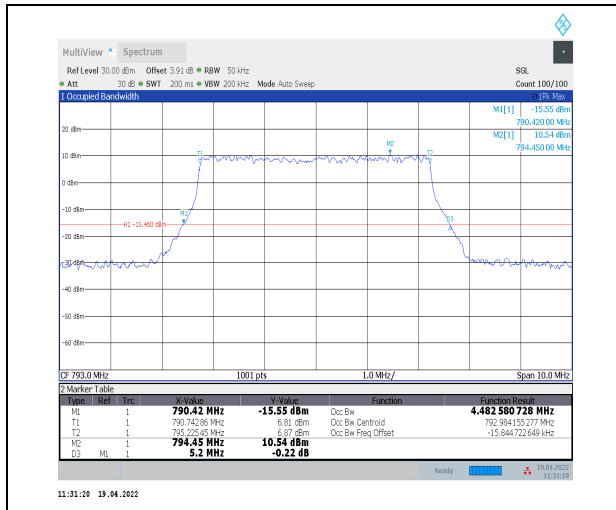 MultiView Spectrum
Ref Level 30.00 dBm Offset 3.91 dB RBW 50 kHz SGL
Att 30 dB SWT 200 ms VBW 200 kHz Mode Auto Sweep Count 100/100
1 Occupied Bandwidth 1Pk Max
M1[1] -15.55 dBm
790.420 00 MHz
M2[1] 10.54 dBm
794.450 00 MHz
20 dBm
M2
10 dBm T1 T2
0 dBm
-10 dBm
M1
H1 -15.460 dBm D3
-20 dBm
-30 dBm
-40 dBm
-50 dBm
-60 dBm
CF 793.0 MHz 1001 pts 1.0 MHz/ Span 10.0 MHz
2 Marker Table
Type Ref Trc X-Value Y-Value Function Function Result
M1 1 790.42 MHz -15.55 dBm Occ Bw 4.482 580 728 MHz
T1 1 790.742 86 MHz 6.81 dBm Occ Bw Centroid 792.984 155 277 MHz
T2 1 795.225 45 MHz 6.87 dBm Occ Bw Freq Offset -15.844 722 649 kHz
M2 1 794.45 MHz 10.54 dBm
D3 M1 1 5.2 MHz -0.22 dB
Ready 19.04.2022
11:31:19
11:31:20 19.04.2022